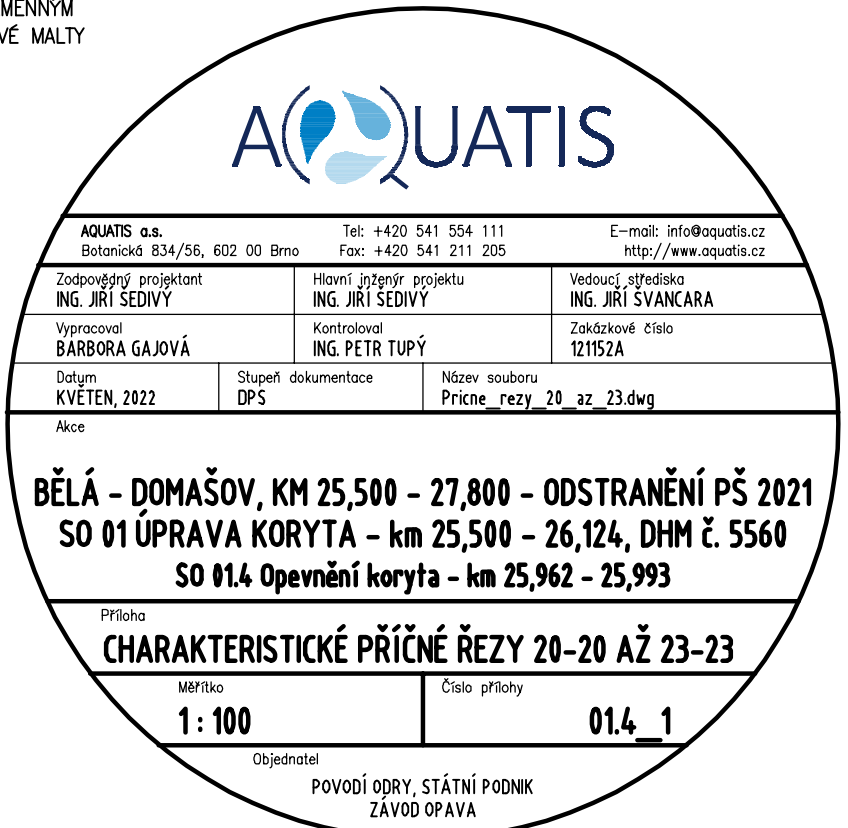 MENNÝM
VÉ MALTY
AQUATIS
AQUATIS a.s.
Botanická 834/56, 602 00 Brno
Tel: +420 541 554 111
Fax: +420 541 211 205
E-mail: info@aquatis.cz
http://www.aquatis.cz
Zodpovědný projektant
ING. JIŘÍ ŠEDIVÝ
Hlavní inženýr projektu
ING. JIŘÍ ŠEDIVÝ
Vedoucí střediska
ING. JIŘÍ ŠVANCARA
Vypracoval
BARBORA GAJOVÁ
Kontroloval
ING. PETR TUPÝ
Zakázkové číslo
121152A
Datum
KVĚTEN, 2022
Stupeň dokumentace
DPS
Název souboru
Pricne_rezy_20_az_23.dwg
Akce
BĚLÁ - DOMAŠOV, KM 25,500 - 27,800 - ODSTRANĚNÍ PŠ 2021
SO 01 ÚPRAVA KORYTA - km 25,500 - 26,124, DHM č. 5560
SO 01.4 Opevnění koryta - km 25,962 - 25,993
Příloha
CHARAKTERISTICKÉ PŘÍČNÉ ŘEZY 20-20 AŽ 23-23
Měřítko
1 : 100
Číslo přílohy
01.4_1
Objednatel
POVODÍ ODRY, STÁTNÍ PODNIK
ZÁVOD OPAVA